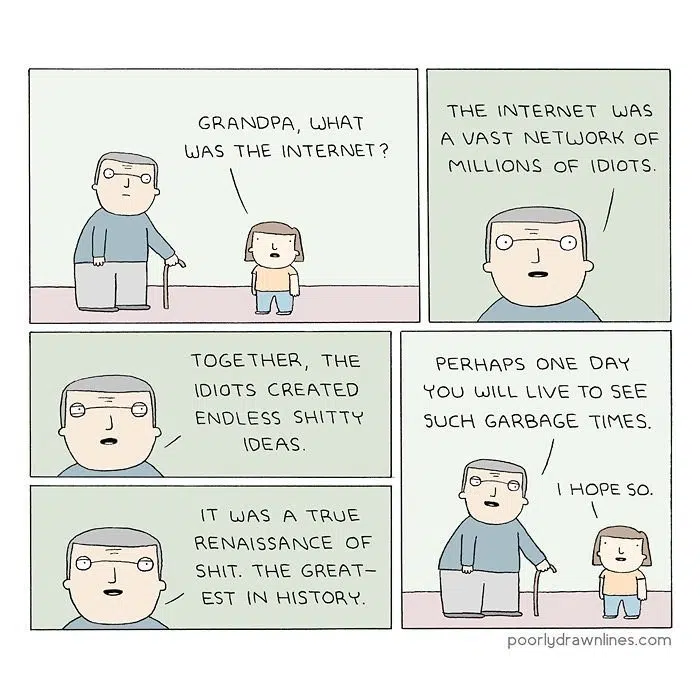 GRANDPA, WHAT
WAS THE INTERNET?
THE INTERNET WAS
A VAST NETWORK OF
MILLIONS OF IDIOTS.
TOGETHER, THE
IDIOTS CREATED
ENDLESS SHITTY
IDEAS.
IT WAS A TRUE
RENAISSANCE OF
SHIT. THE GREAT-
EST IN HISTORY.
PERHAPS ONE DAY
YOU WILL LIVE TO SEE
SUCH GARBAGE TIMES.
I HOPE SO.
poorlydrawnlines.com